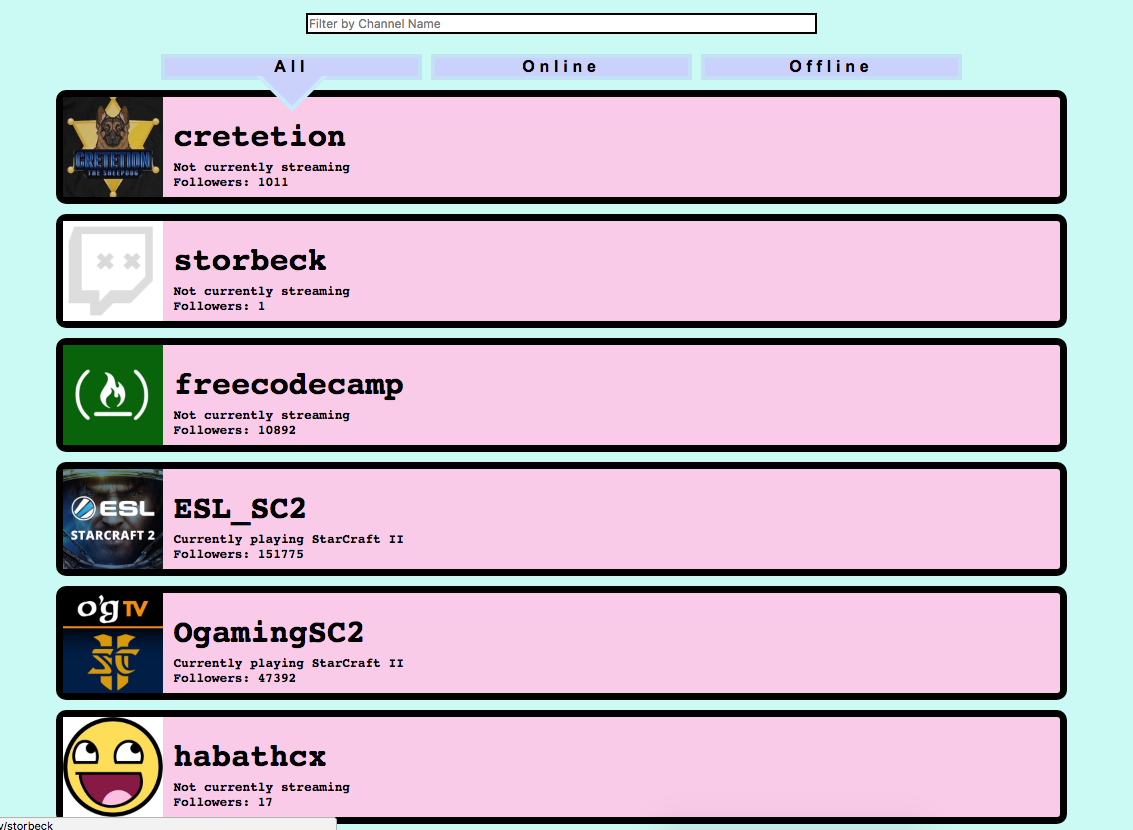 Filter by Channel Name
All Online Offline
CRETETION
THE SHEEPDOG
cretetion
Not currently streaming
Followers: 1011
storbeck
Not currently streaming
Followers: 1
freecodecamp
Not currently streaming
Followers: 10892
ESL
STARCRAFT 2
ESL_SC2
Currently playing StarCraft II
Followers: 151775
o'g TV
SC
OgamingSC2
Currently playing StarCraft II
Followers: 47392
habathcx
Not currently streaming
Followers: 17
v/storbeck